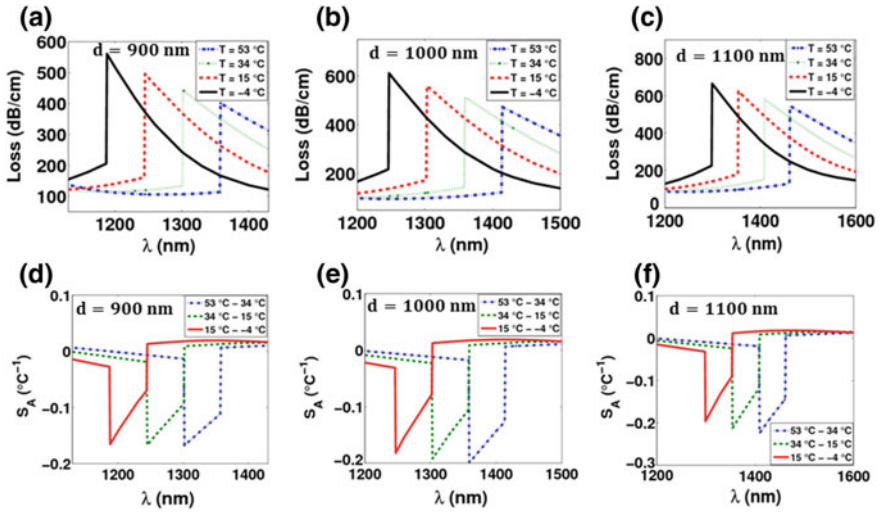 (a)
d = 900 nm
T = 53 °C
T = 34 °C
T = 15 °C
T = -4 °C
Loss (dB/cm)
600
500
400
300
200
100
1200 1300 1400
λ (nm)
(b)
d = 1000 nm
T = 53 °C
T = 34 °C
T = 15 °C
T = -4 °C
Loss (dB/cm)
600
400
200
1200 1300 1400 1500
λ (nm)
(c)
d = 1100 nm
T = 53 °C
T = 34 °C
T = 15 °C
T = -4 °C
Loss (dB/cm)
800
600
400
200
0
1200 1400 1600
λ (nm)
(d)
d = 900 nm
53 °C – 34 °C
34 °C – 15 °C
15 °C – -4 °C
S_A (°C⁻¹)
0.1
0
-0.1
-0.2
1200 1300 1400
λ (nm)
(e)
d = 1000 nm
53 °C – 34 °C
34 °C – 15 °C
15 °C – -4 °C
S_A (°C⁻¹)
0.1
0
-0.1
-0.2
1200 1300 1400 1500
λ (nm)
(f)
d = 1100 nm
53 °C – 34 °C
34 °C – 15 °C
15 °C – -4 °C
S_A (°C⁻¹)
0.1
0
-0.1
-0.2
-0.3
1200 1400 1600
λ (nm)